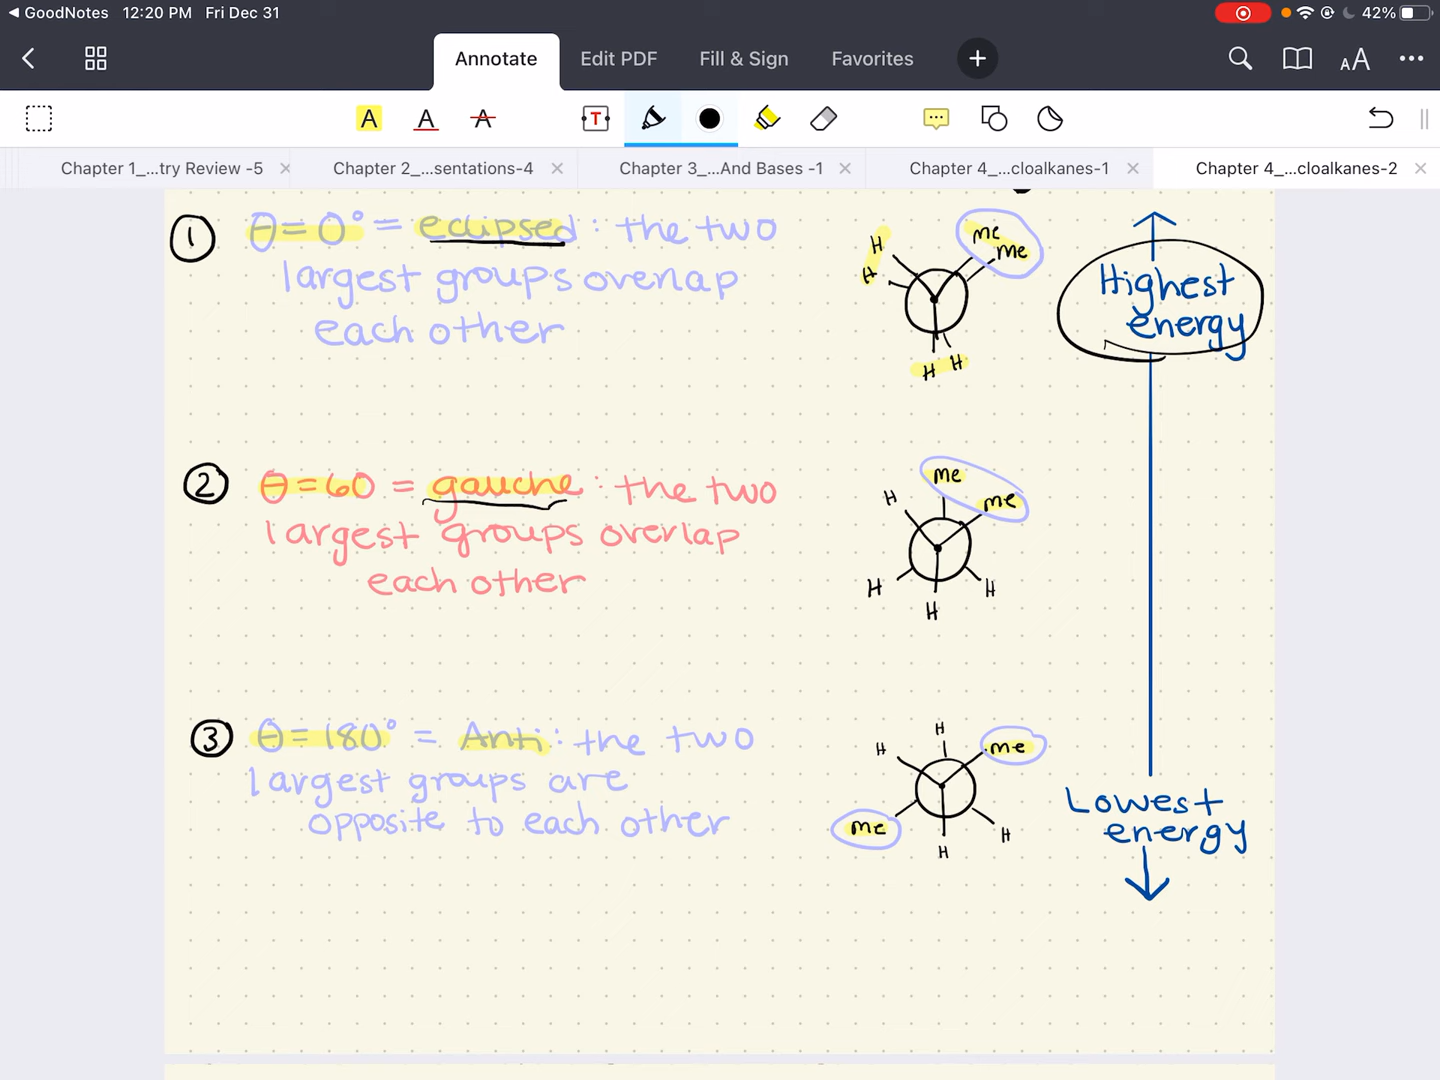 GoodNotes 12:20 PM Fri Dec 31 42%
Annotate Edit PDF Fill & Sign Favorites
A A A T
Chapter 1_...try Review -5 Chapter 2_...sentations-4 Chapter 3_...And Bases -1 Chapter 4_...cloalkanes-1 Chapter 4_...cloalkanes-2
1 θ = 0° = eclipsed : the two
largest groups overlap
each other
H H Me Me H H
Highest
energy
2 θ = 60 = gauche : the two
largest groups overlap
each other
Me Me H H H H
3 θ = 180° = Anti : the two
largest groups are
opposite to each other
H H Me Me H H
Lowest
energy